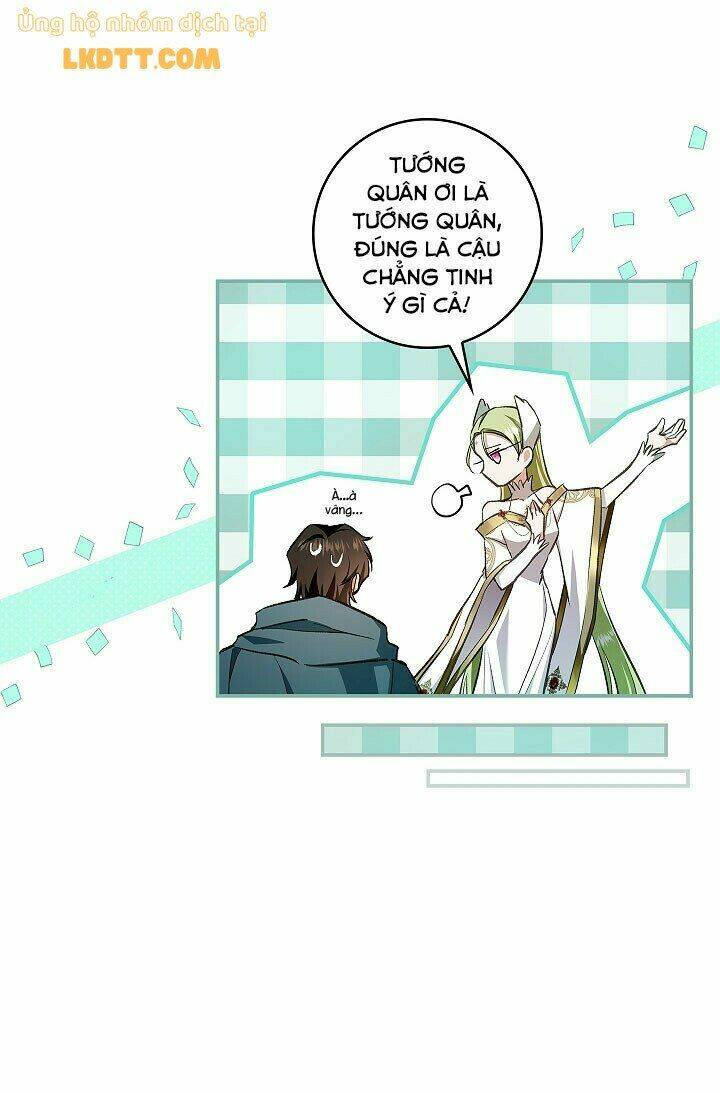 Ủng hộ nhóm dịch tại
LKDTT.COM
TƯỚNG
QUÂN ƠI LÀ
TƯỚNG QUÂN,
ĐÚNG LÀ CẬU
CHẲNG TINH
Ý GÌ CẢ!
À...à
vâng...